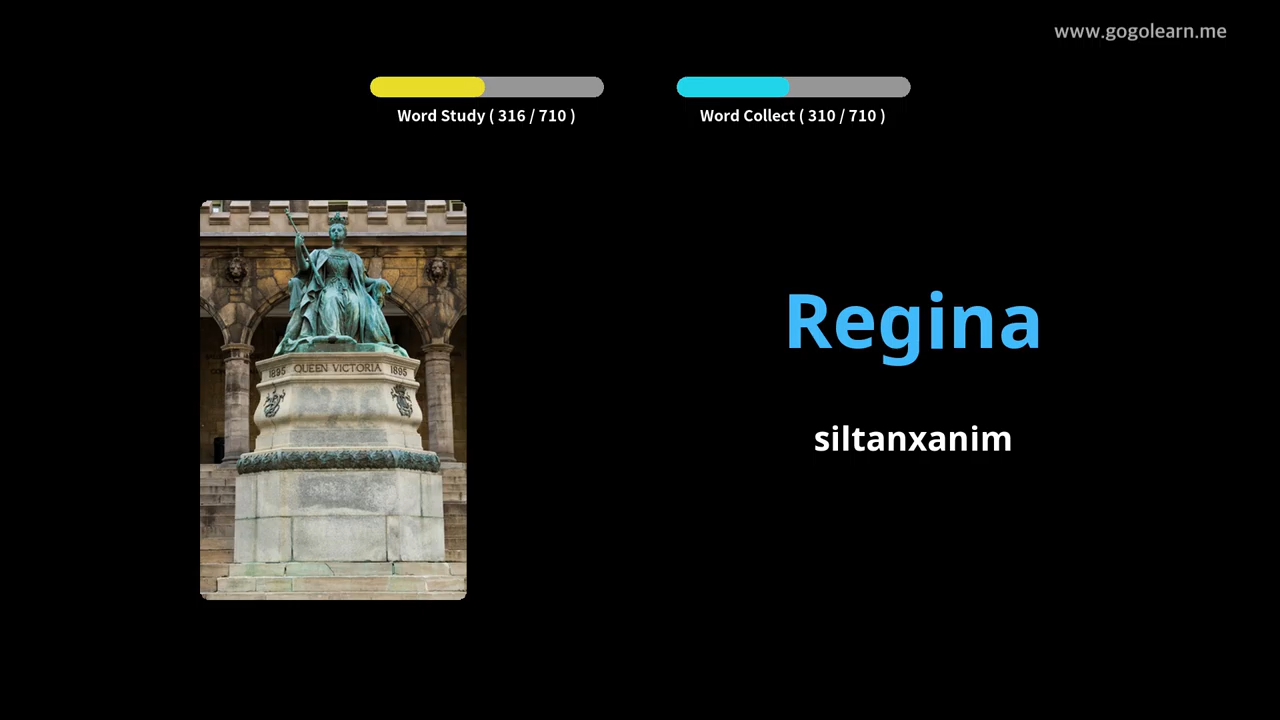 www.gogolearn.me
Word Study ( 316 / 710 )
Word Collect ( 310 / 710 )
1895 QUEEN VICTORIA 1895
Regina
siltanxanim